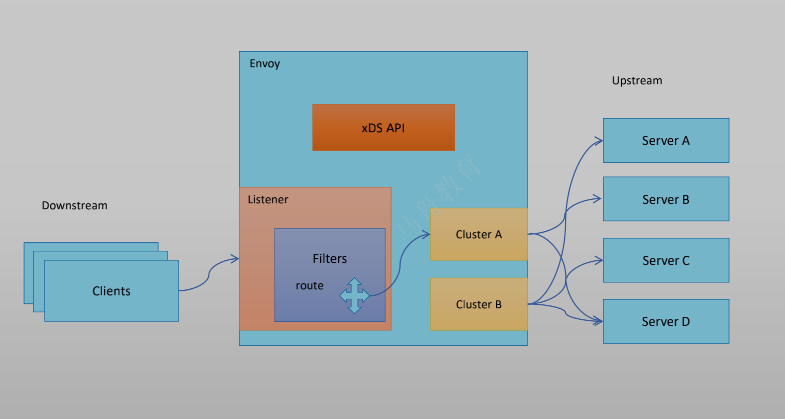 Envoy
Upstream
xDS API
Server A
Listener
Server B
Downstream
Filters
Cluster A
Server C
Clients
route
Cluster B
Server D